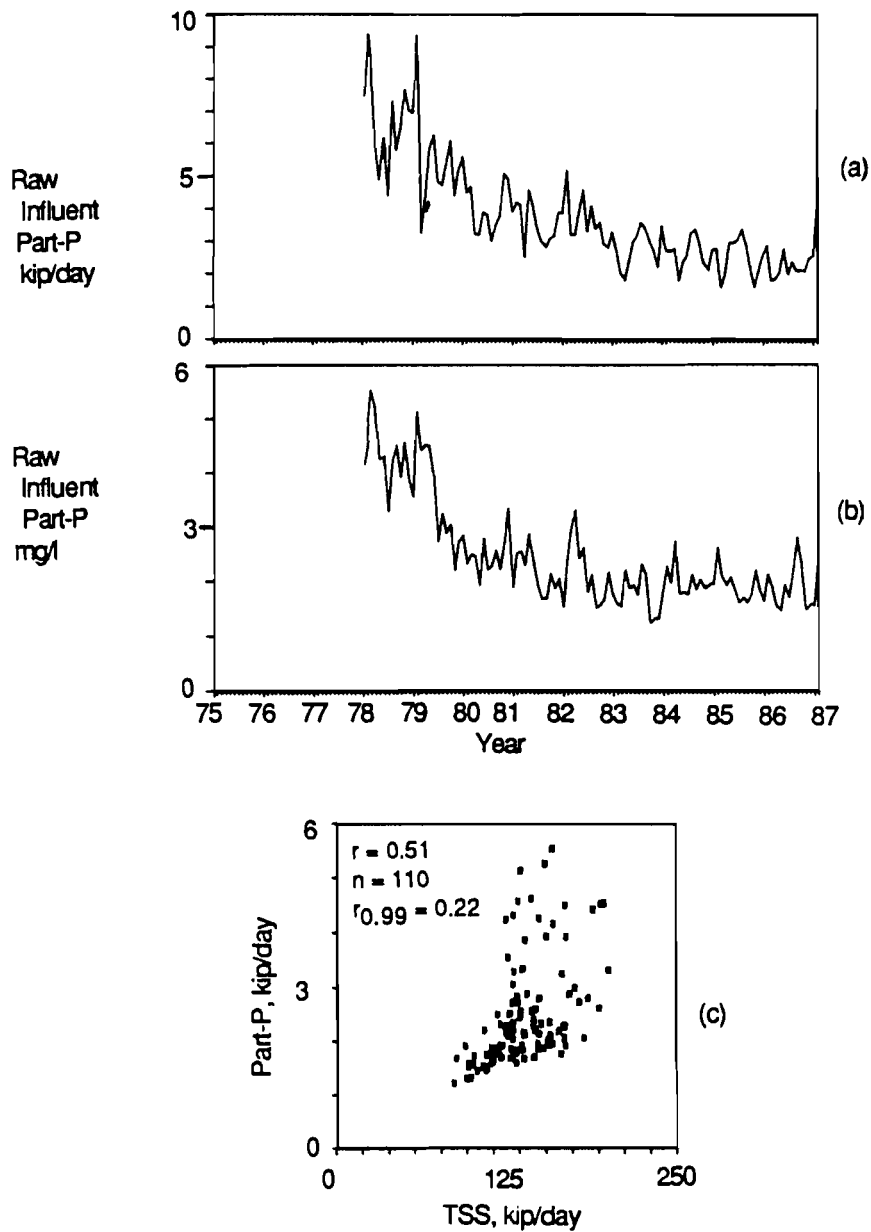 10
5
0
Raw
Influent
Part-P
kip/day
(a)
6
3
0
Raw
Influent
Part-P
mg/l
(b)
75 76 77 78 79 80 81 82 83 84 85 86 87
Year
6
3
0
Part-P, kip/day
r = 0.51
n = 110
r0.99 = 0.22
(c)
0 125 250
TSS, kip/day